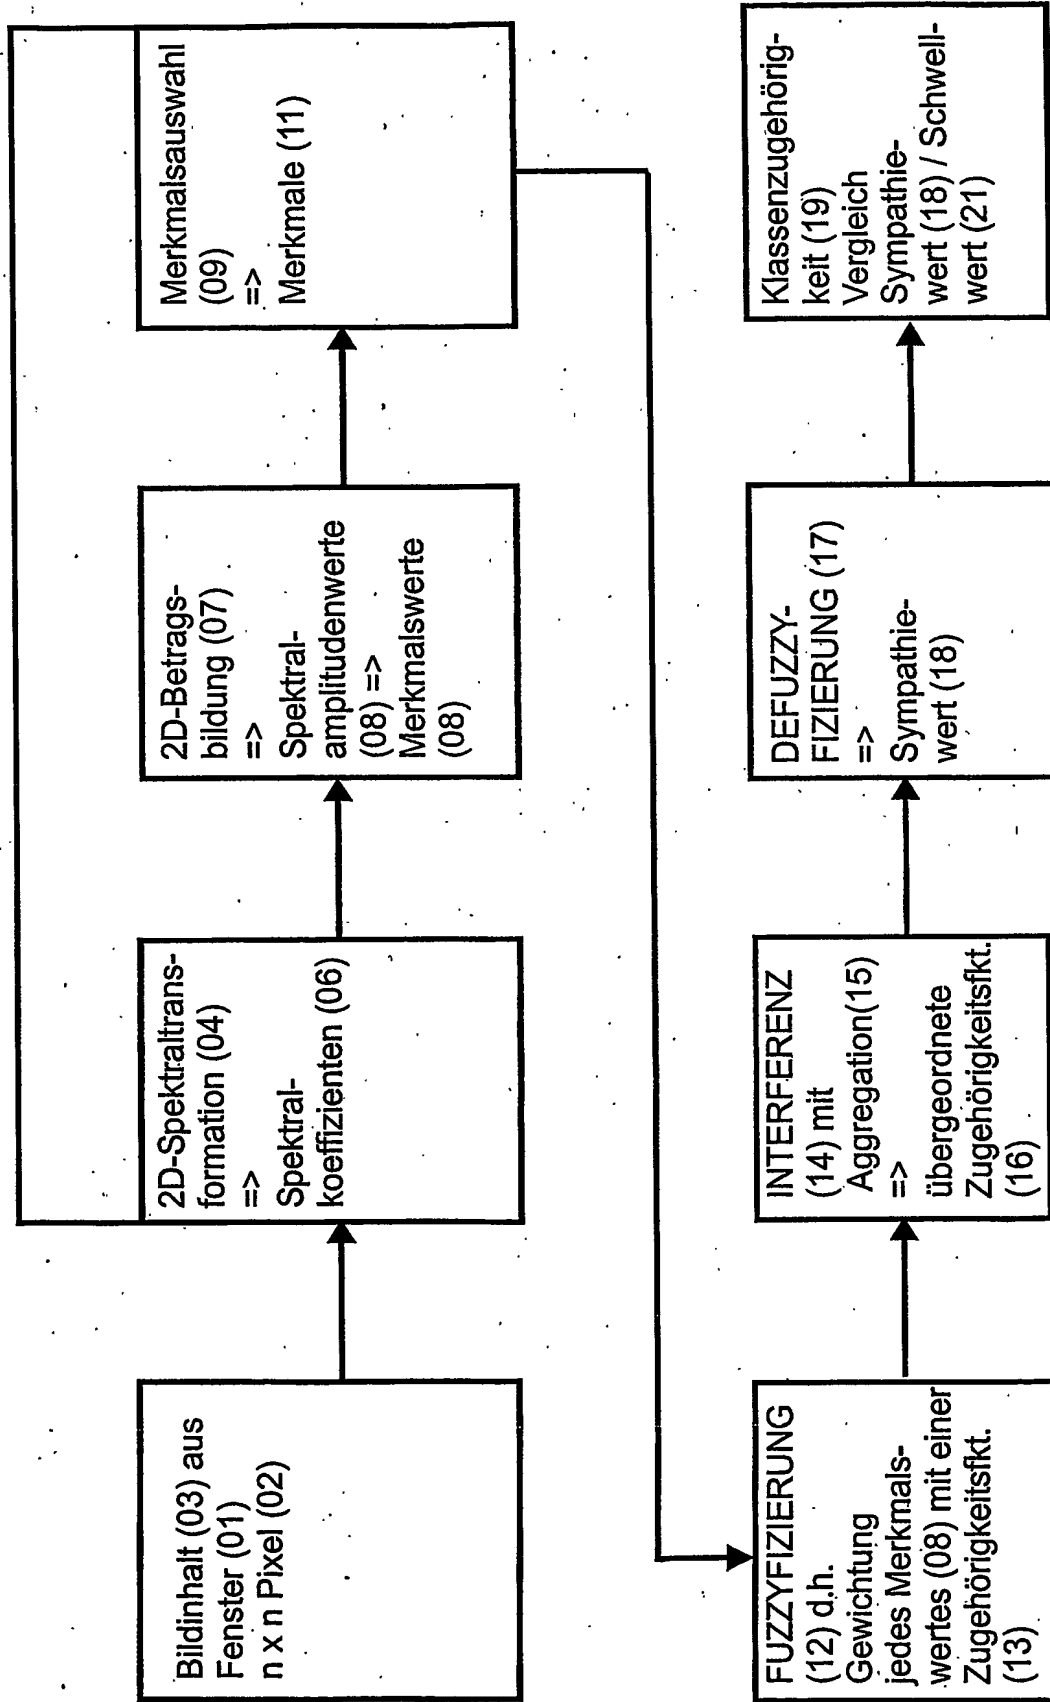 Bildinhalt (03) aus
Fenster (01)
n x n Pixel (02)
2D-Spektraltrans-
formation (04)
=>
Spektral-
koeffizienten (06)
2D-Betrags-
bildung (07)
=>
Spektral-
amplitudenwerte
(08) =>
Merkmalswerte
(08)
Merkmalsauswahl
(09)
=>
Merkmale (11)
FUZZYFIZIERUNG
(12) d.h.
Gewichtung
jedes Merkmals-
wertes (08) mit einer
Zugehörigkeitsfkt.
(13)
INTERFERENZ
(14) mit
Aggregation(15)
=>
übergeordnete
Zugehörigkeitsfkt.
(16)
DEFUZZY-
FIZIERUNG (17)
=>
Sympathie-
wert (18)
Klassenzugehörig-
keit (19)
Vergleich
Sympathie-
wert (18) / Schwell-
wert (21)